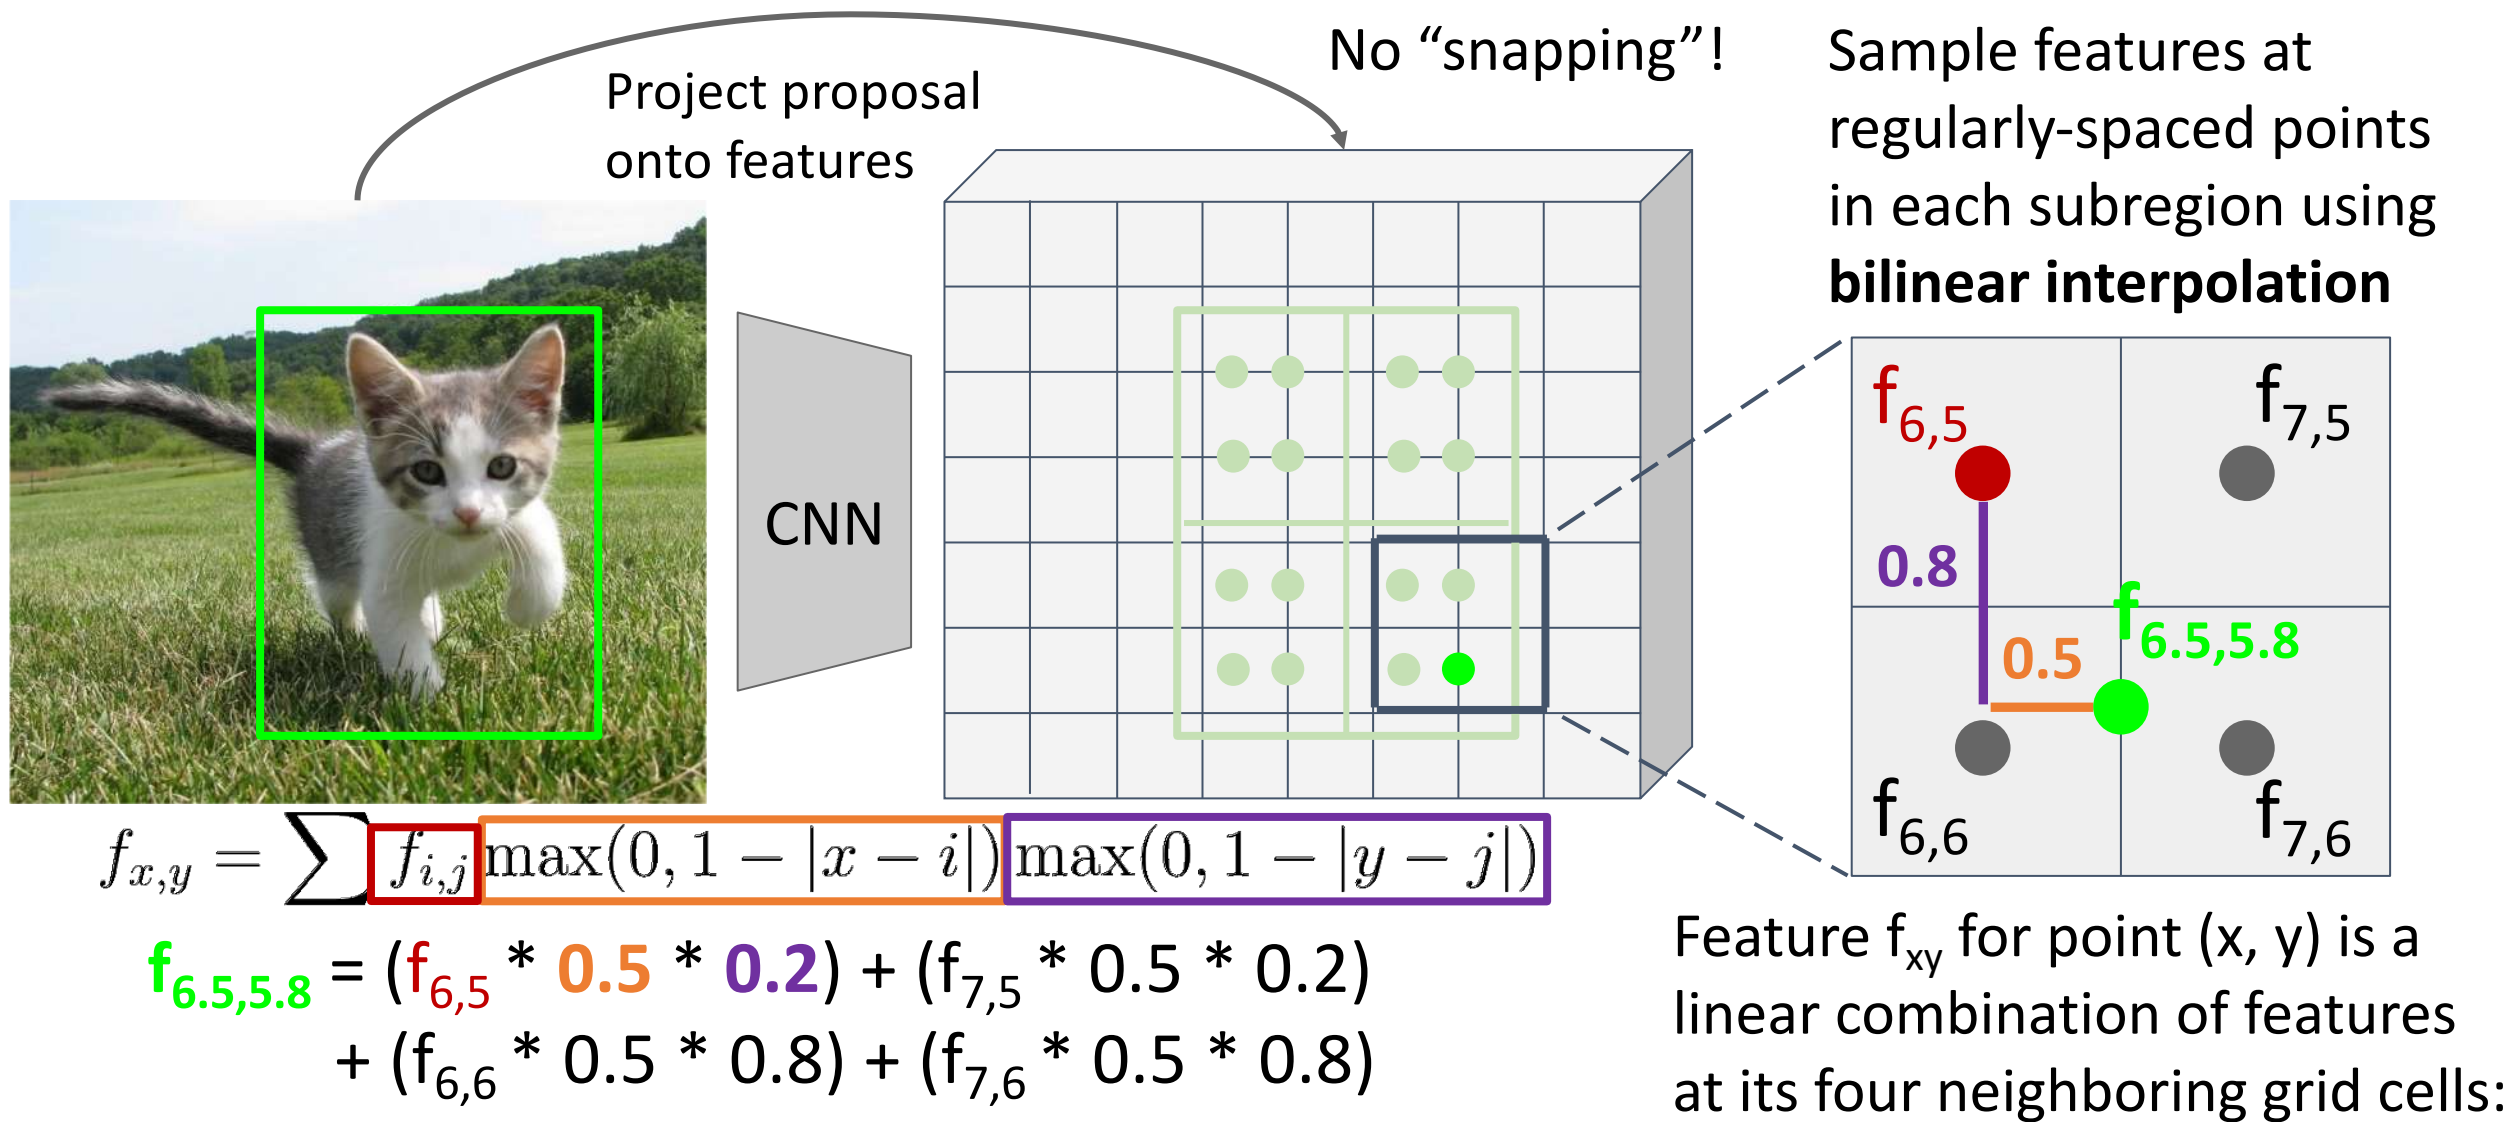 Project proposal
onto features
No “snapping”!
Sample features at
regularly-spaced points
in each subregion using
bilinear interpolation
CNN
f6,5
f7,5
0.8
f6.5,5.8
0.5
f6,6
f7,6
f_{x,y} = ∑ f_{i,j} max(0, 1 − |x − i|) max(0, 1 − |y − j|)
f6.5,5.8 = (f6,5 * 0.5 * 0.2) + (f7,5 * 0.5 * 0.2)
+ (f6,6 * 0.5 * 0.8) + (f7,6 * 0.5 * 0.8)
Feature fxy for point (x, y) is a
linear combination of features
at its four neighboring grid cells: